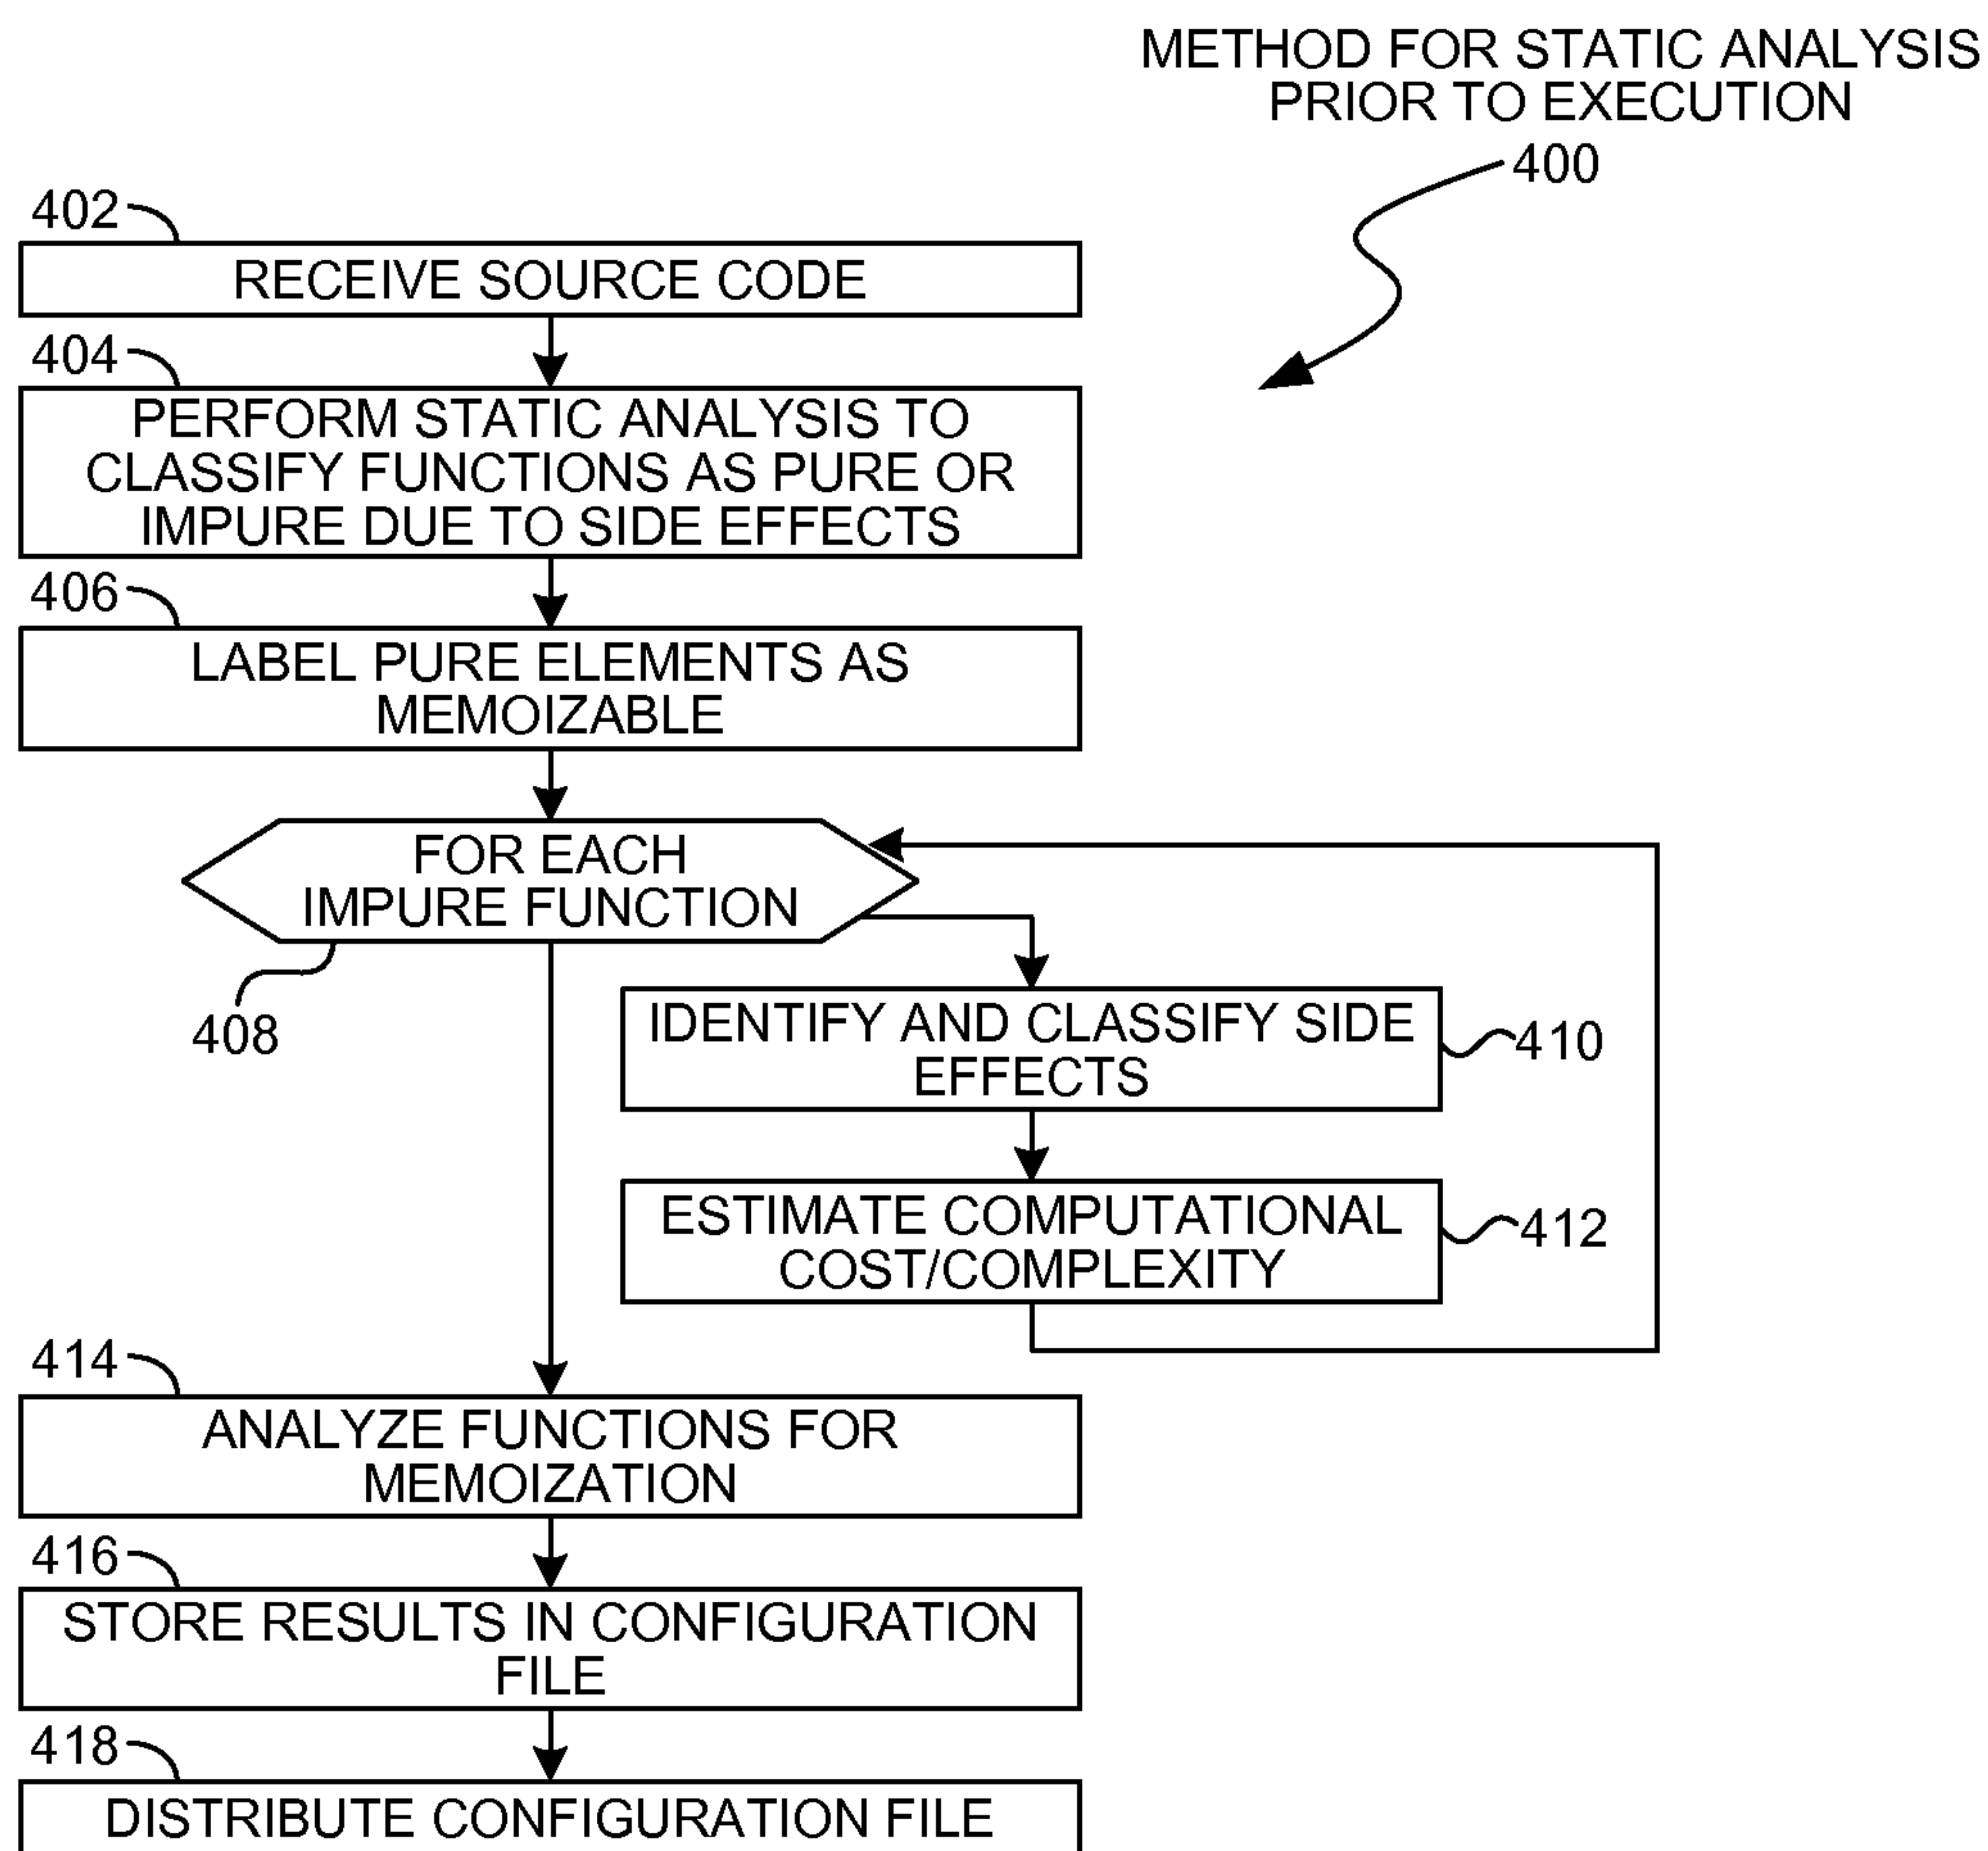 METHOD FOR STATIC ANALYSIS
PRIOR TO EXECUTION
400
402
RECEIVE SOURCE CODE
404
PERFORM STATIC ANALYSIS TO
CLASSIFY FUNCTIONS AS PURE OR
IMPURE DUE TO SIDE EFFECTS
406
LABEL PURE ELEMENTS AS
MEMOIZABLE
FOR EACH
IMPURE FUNCTION
408
IDENTIFY AND CLASSIFY SIDE
EFFECTS
410
ESTIMATE COMPUTATIONAL
COST/COMPLEXITY
412
414
ANALYZE FUNCTIONS FOR
MEMOIZATION
416
STORE RESULTS IN CONFIGURATION
FILE
418
DISTRIBUTE CONFIGURATION FILE